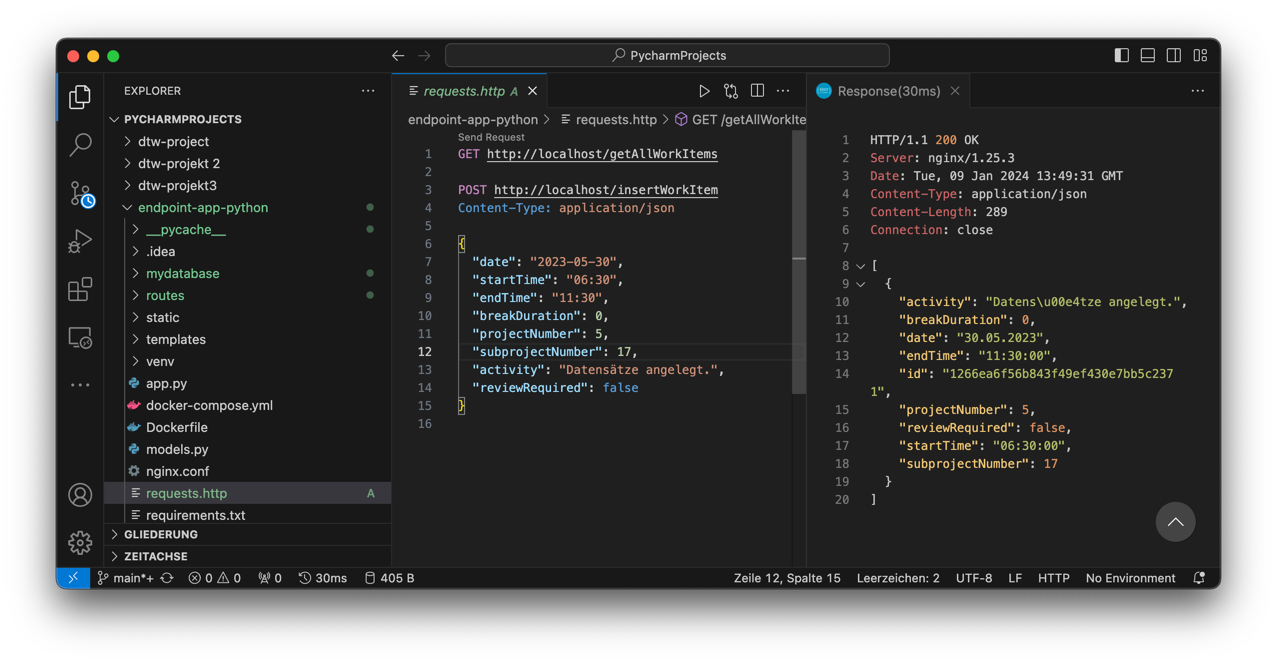 PycharmProjects
EXPLORER
PYCHARMPROJECTS
dtw-project
dtw-projekt 2
dtw-projekt3
endpoint-app-python
__pycache__
.idea
mydatabase
routes
static
templates
venv
app.py
docker-compose.yml
Dockerfile
models.py
nginx.conf
requests.http A
requirements.txt
GLIEDERUNG
ZEITACHSE
requests.http A
endpoint-app-python > requests.http > GET /getAllWorkIte
Send Request
1 GET http://localhost/getAllWorkItems
2
3 POST http://localhost/insertWorkItem
4 Content-Type: application/json
5
6 {
7 "date": "2023-05-30",
8 "startTime": "06:30",
9 "endTime": "11:30",
10 "breakDuration": 0,
11 "projectNumber": 5,
12 "subprojectNumber": 17,
13 "activity": "Datensätze angelegt.",
14 "reviewRequired": false
15 }
16
Response(30ms)
1 HTTP/1.1 200 OK
2 Server: nginx/1.25.3
3 Date: Tue, 09 Jan 2024 13:49:31 GMT
4 Content-Type: application/json
5 Content-Length: 289
6 Connection: close
7
8 [
9 {
10 "activity": "Datens\u00e4tze angelegt.",
11 "breakDuration": 0,
12 "date": "30.05.2023",
13 "endTime": "11:30:00",
14 "id": "1266ea6f56b843f49ef430e7bb5c237
1",
15 "projectNumber": 5,
16 "reviewRequired": false,
17 "startTime": "06:30:00",
18 "subprojectNumber": 17
19 }
20 ]
main*+ 0 0 0 30ms 405 B Zeile 12, Spalte 15 Leerzeichen: 2 UTF-8 LF HTTP No Environment